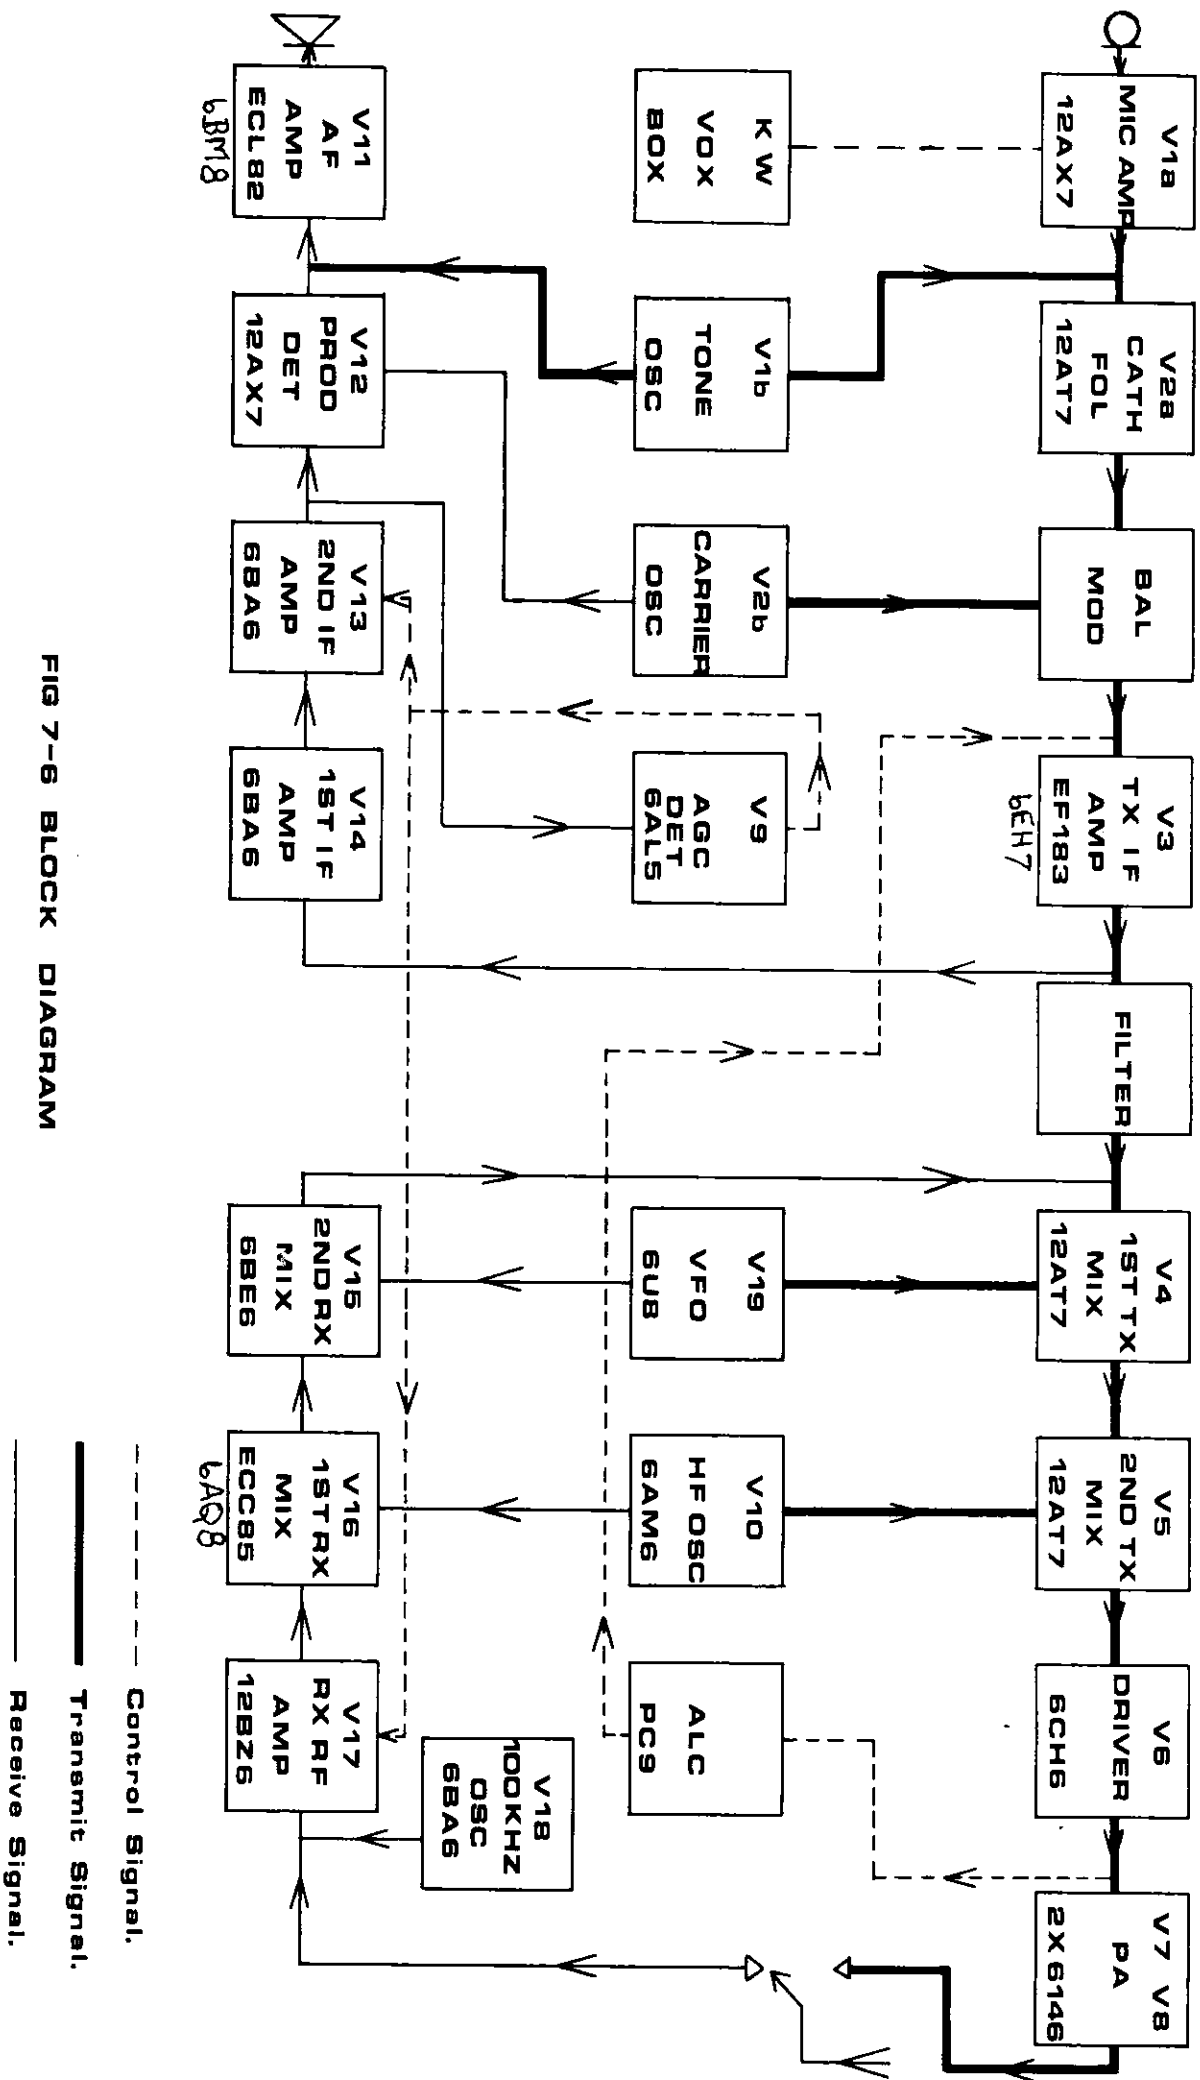 V1a
MIC AMP
12AX7
V2a
CATH
FOL
12AT7
BAL
MOD
V3
TX IF
AMP
EF183
6EH7
FILTER
V4
1ST TX
MIX
12AT7
V5
2ND TX
MIX
12AT7
V6
DRIVER
6CH6
V7 V8
PA
2X6146
KW
VOX
BOX
V1b
TONE
OSC
V2b
CARRIER
OSC
V9
AGC
DET
6AL5
V19
VFO
6U8
V10
HF OSC
6AM6
ALC
PC9
V18
100KHZ
OSC
6BA6
V11
AF
AMP
ECL82
6BM8
V12
PROD
DET
12AX7
V13
2ND IF
AMP
6BA6
V14
1ST IF
AMP
6BA6
V15
2ND RX
MIX
6BE6
V16
1ST RX
MIX
ECC85
6AQ8
V17
RX RF
AMP
12BZ6
Control Signal.
Transmit Signal.
Receive Signal.
FIG 7-6 BLOCK DIAGRAM